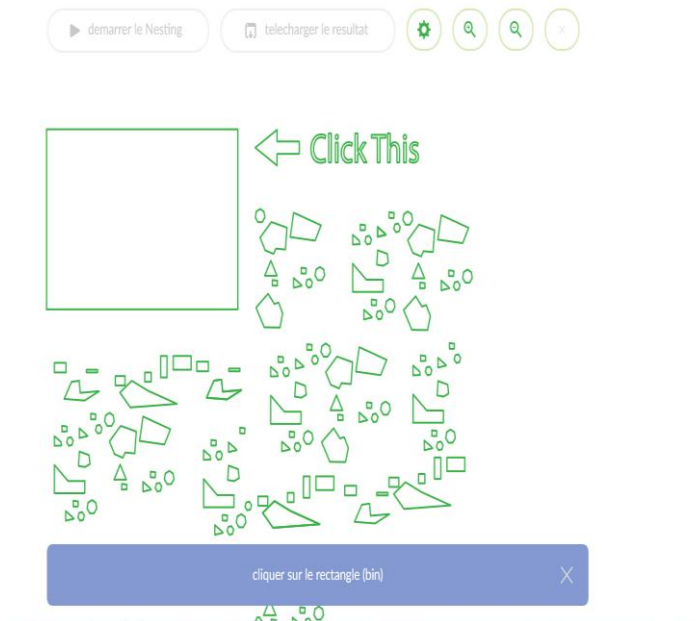 demarrer le Nesting
telecharger le resultat
x
Click This
cliquer sur le rectangle (bin)
X